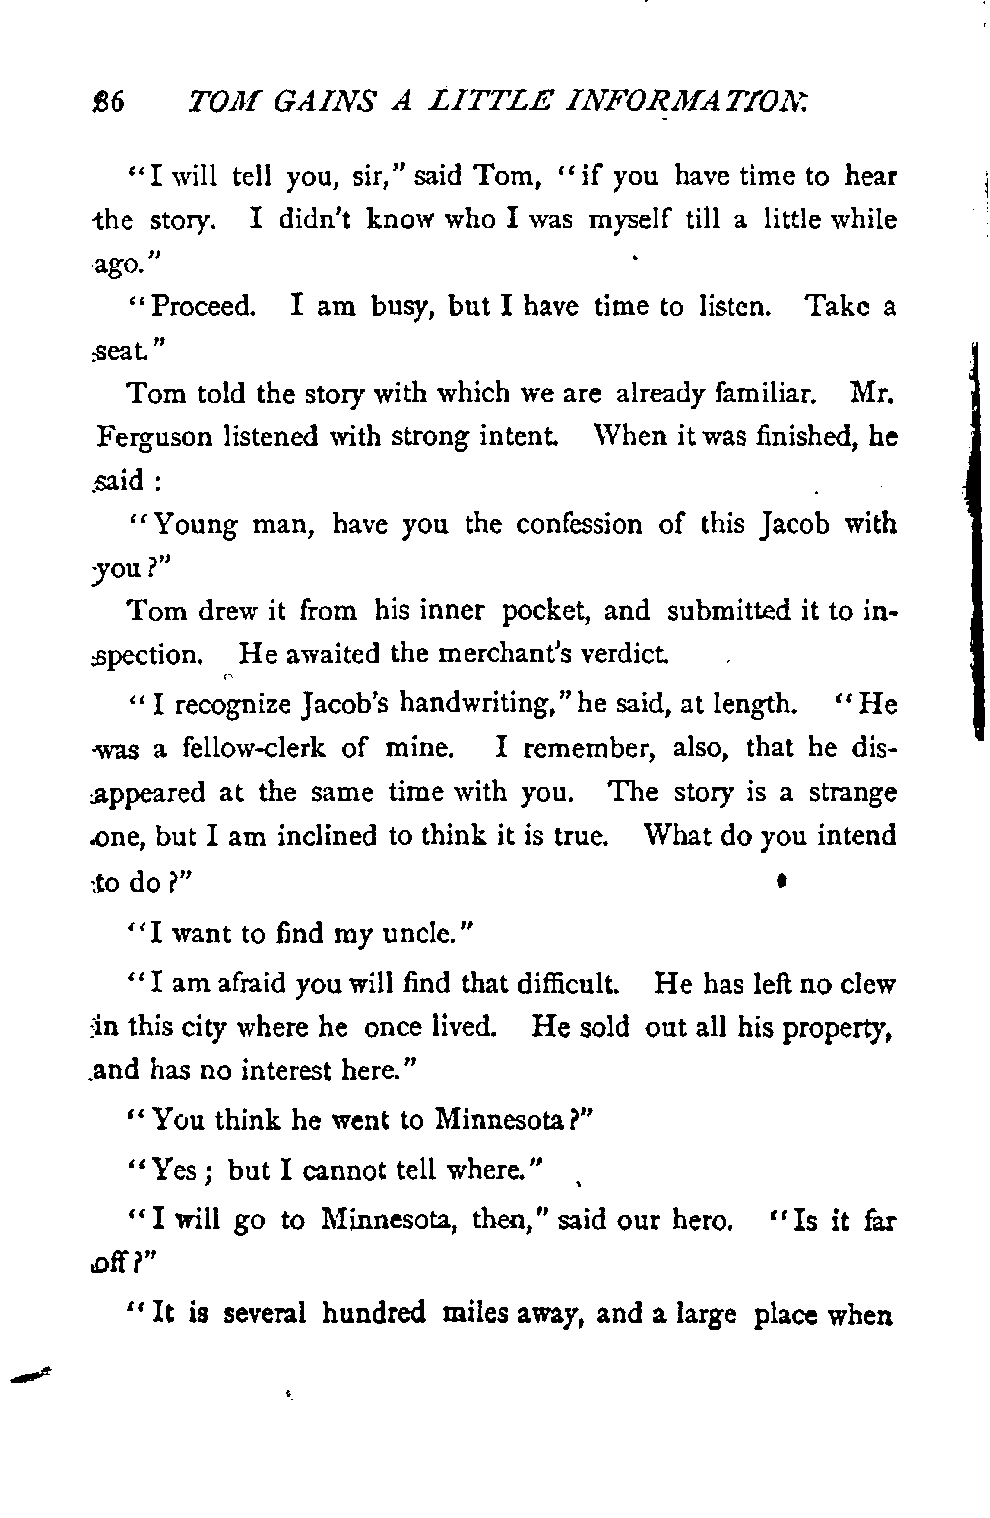 86 TOM GAINS A LITTLE INFORMATION.
"I will tell you, sir," said Tom, "if you have time to hear
the story. I didn't know who I was myself till a little while
ago."
"Proceed. I am busy, but I have time to listen. Take a
seat."
Tom told the story with which we are already familiar. Mr.
Ferguson listened with strong intent. When it was finished, he
said :
"Young man, have you the confession of this Jacob with
you?"
Tom drew it from his inner pocket, and submitted it to in-
spection. He awaited the merchant's verdict.
"I recognize Jacob's handwriting," he said, at length. "He
was a fellow-clerk of mine. I remember, also, that he dis-
appeared at the same time with you. The story is a strange
one, but I am inclined to think it is true. What do you intend
to do?"
"I want to find my uncle."
"I am afraid you will find that difficult. He has left no clew
in this city where he once lived. He sold out all his property,
and has no interest here."
"You think he went to Minnesota?"
"Yes; but I cannot tell where."
"I will go to Minnesota, then," said our hero. "Is it far
off?"
"It is several hundred miles away, and a large place when